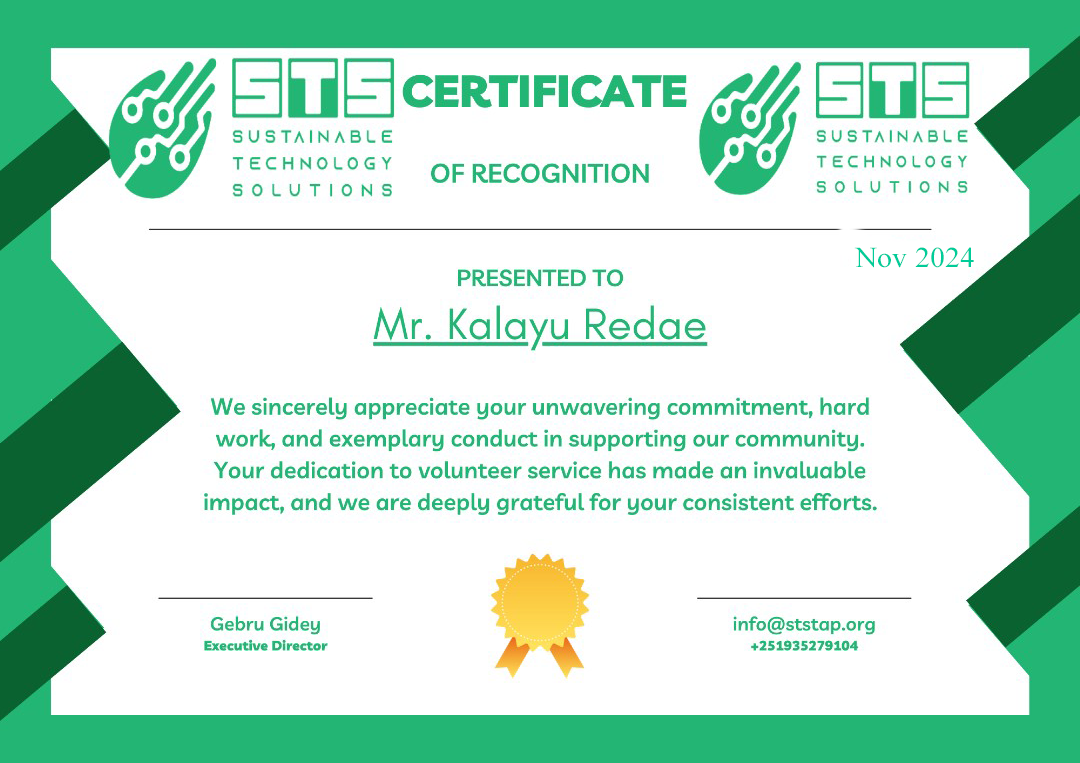 STS
SUSTAINABLE
TECHNOLOGY
SOLUTIONS
CERTIFICATE
OF RECOGNITION
STS
SUSTAINABLE
TECHNOLOGY
SOLUTIONS
Nov 2024
PRESENTED TO
Mr. Kalayu Redae
We sincerely appreciate your unwavering commitment, hard
work, and exemplary conduct in supporting our community.
Your dedication to volunteer service has made an invaluable
impact, and we are deeply grateful for your consistent efforts.
Gebru Gidey
Executive Director
info@ststap.org
+251935279104